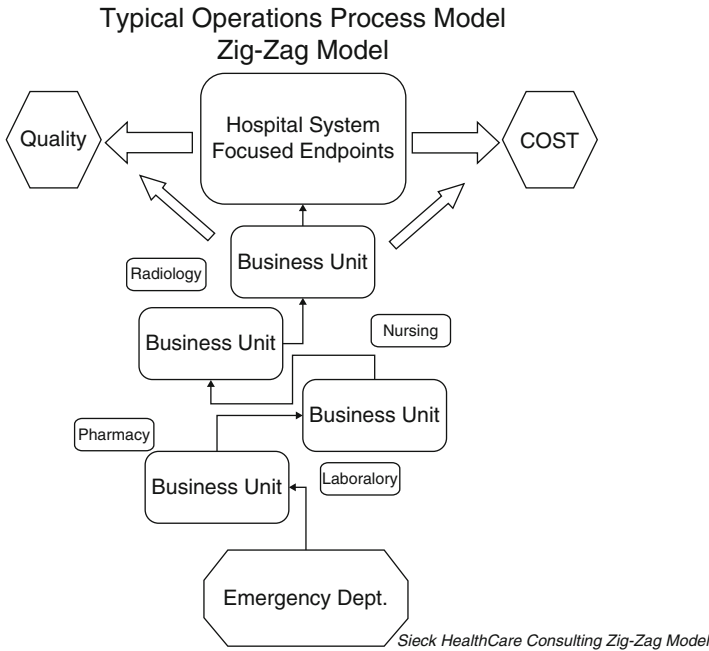 Typical Operations Process Model
Zig-Zag Model
Quality
Hospital System
Focused Endpoints
COST
Business Unit
Radiology
Business Unit
Nursing
Business Unit
Pharmacy
Business Unit
Laboralory
Emergency Dept.
Sieck HealthCare Consulting Zig-Zag Model